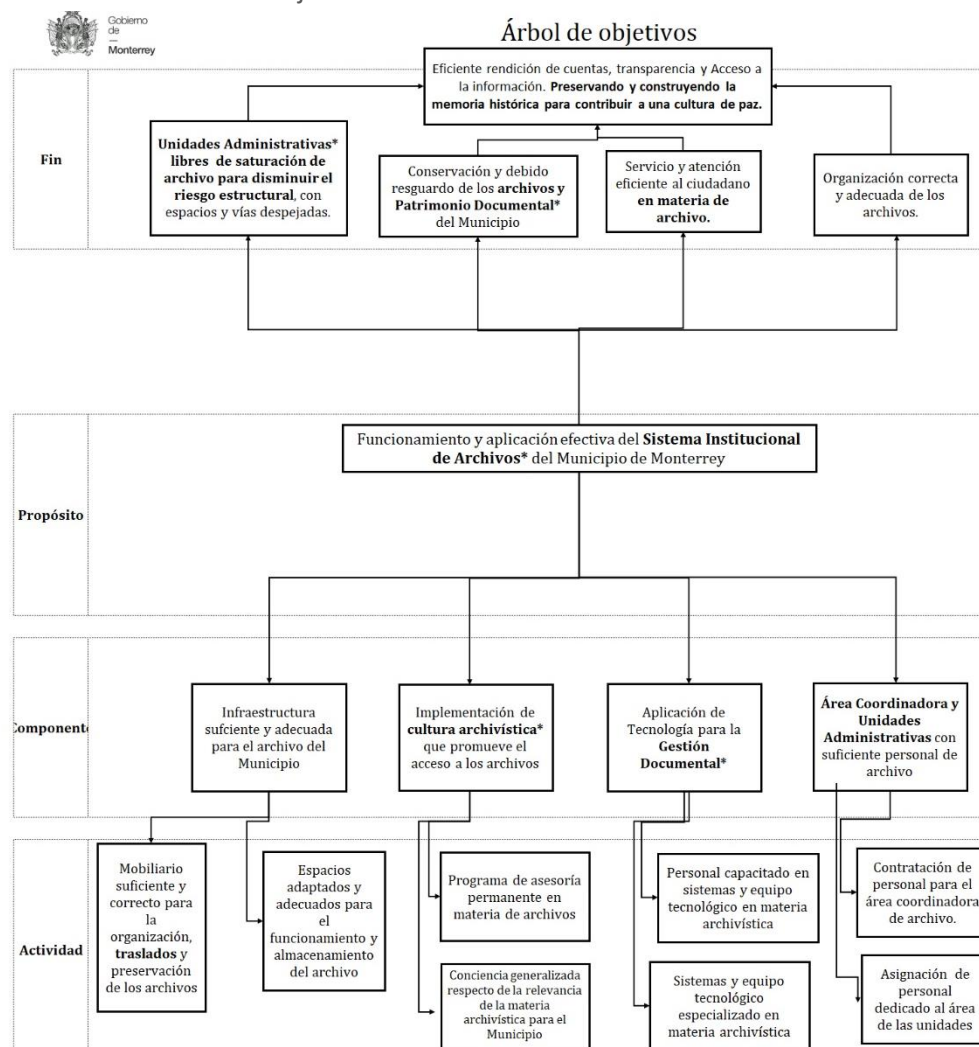 Gobierno
de
—
Monterrey
Árbol de objetivos
Fin
Eficiente rendición de cuentas, transparencia y Acceso a
la información. Preservando y construyendo la
memoria histórica para contribuir a una cultura de paz.
Unidades Administrativas*
libres de saturación de
archivo para disminuir el
riesgo estructural, con
espacios y vías despejadas.
Conservación y debido
resguardo de los archivos y
Patrimonio Documental*
del Municipio
Servicio y atención
eficiente al ciudadano
en materia de
archivo.
Organización correcta
y adecuada de los
archivos.
Propósito
Funcionamiento y aplicación efectiva del Sistema Institucional
de Archivos* del Municipio de Monterrey
Component
Infraestructura
sufciente y adecuada
para el archivo del
Municipio
Implementación de
cultura archivística*
que promueve el
acceso a los archivos
Aplicación de
Tecnología para la
Gestión
Documental*
Área Coordinadora y
Unidades
Administrativas con
suficiente personal de
archivo
Actividad
Mobiliario
suficiente y
correcto para
la
organización,
traslados y
preservación
de los archivos
Espacios
adaptados y
adecuados para
el
funcionamiento y
almacenamiento
del archivo
Programa de asesoría
permanente en
materia de archivos
Conciencia generalizada
respecto de la relevancia
de la materia
archivística para el
Municipio
Personal capacitado en
sistemas y equipo
tecnológico en materia
archivística
Sistemas y equipo
tecnológico
especializado en
materia archivística
Contratación de
personal para el
área coordinadora
de archivo.
Asignación de
personal
dedicado al área
de las unidades